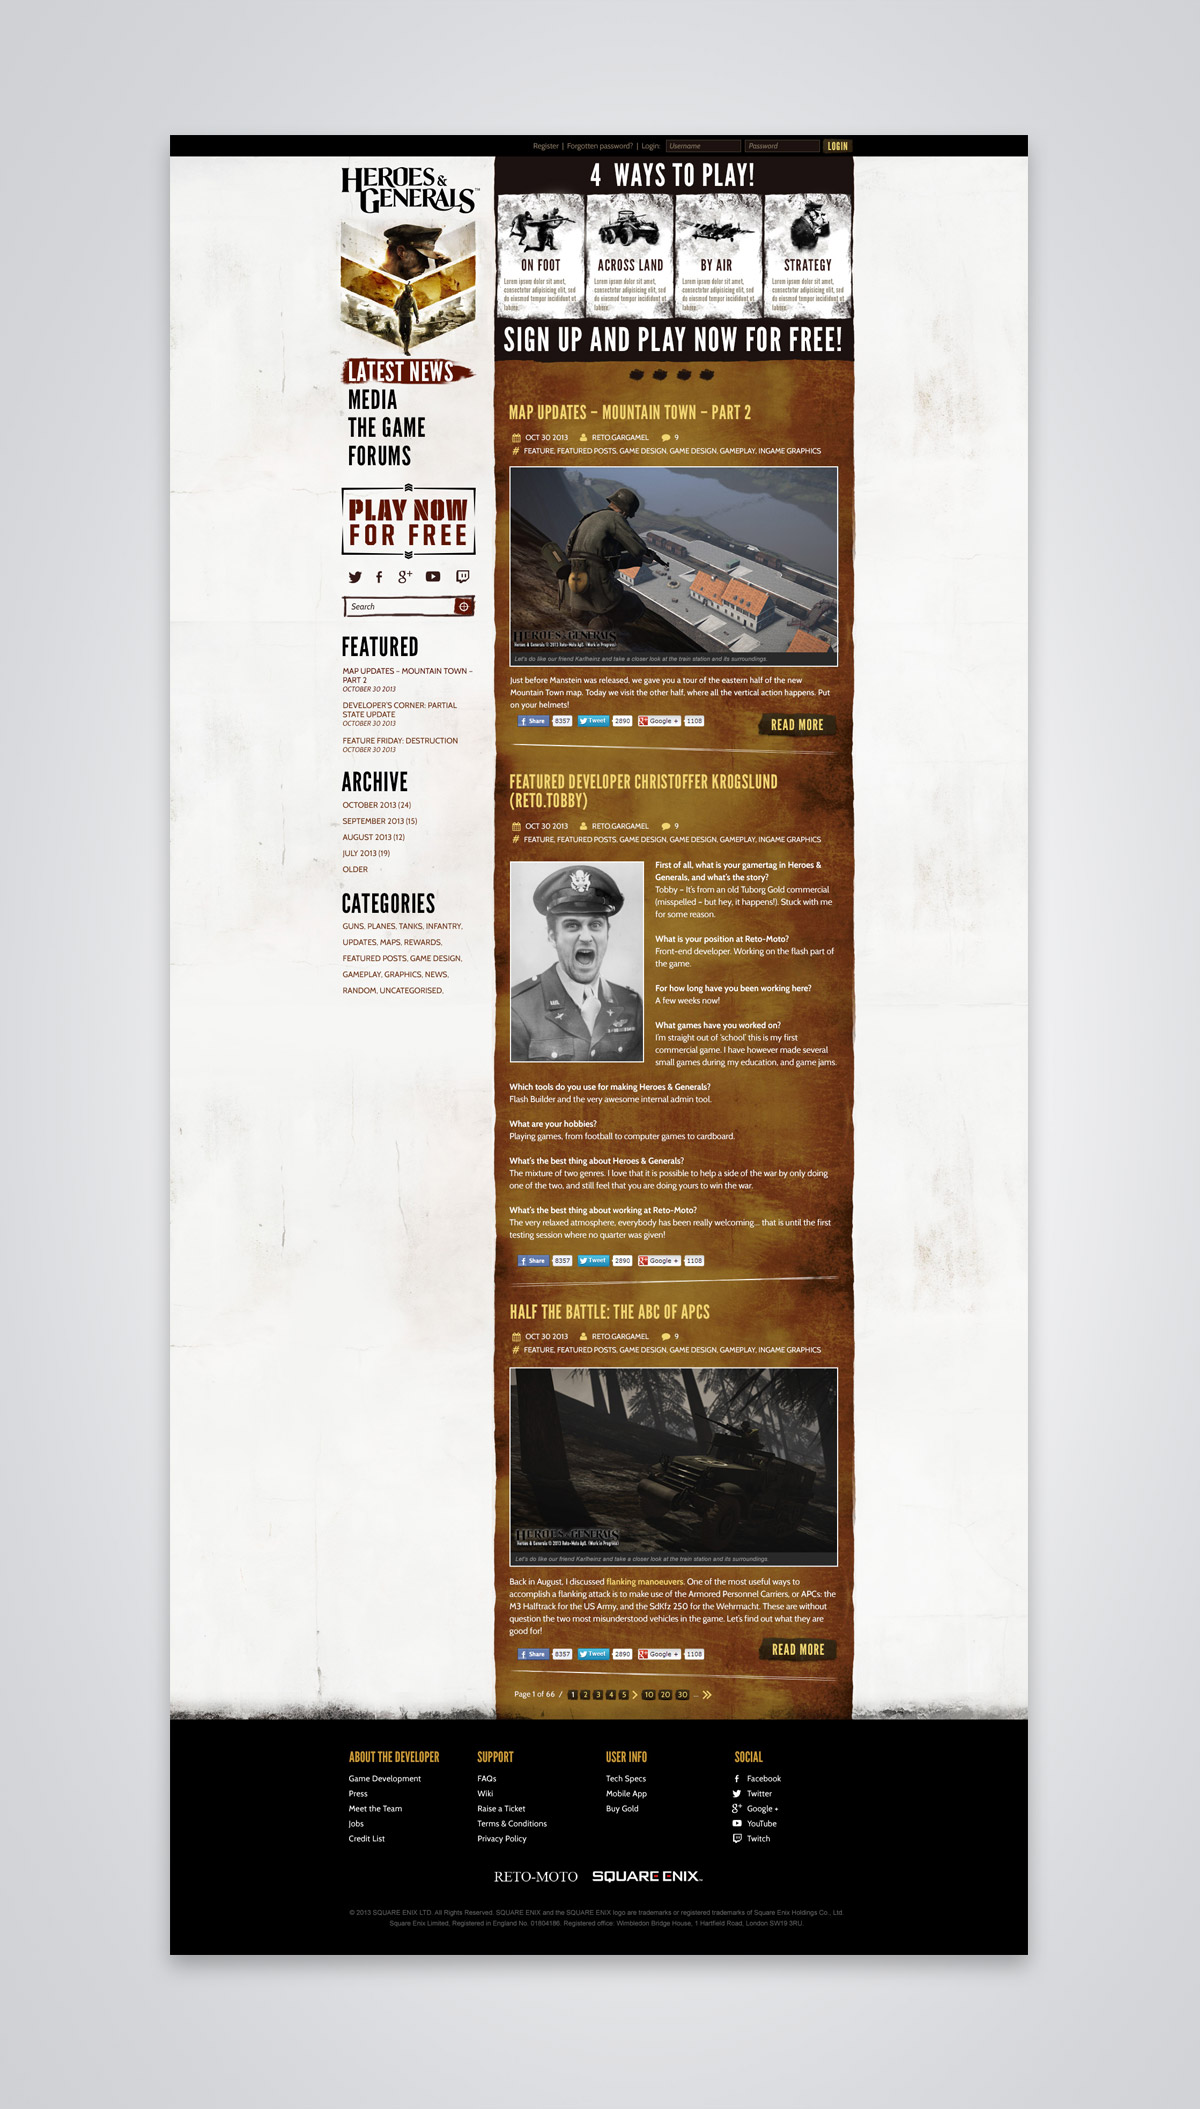 Register | Forgotten password? | Login: Username Password LOGIN
HEROES &
GENERALS™
LATEST NEWS
MEDIA
THE GAME
FORUMS
PLAY NOW
FOR FREE
Search
FEATURED
MAP UPDATES – MOUNTAIN TOWN –
PART 2
OCTOBER 30 2013
DEVELOPER'S CORNER: PARTIAL
STATE UPDATE
OCTOBER 30 2013
FEATURE FRIDAY: DESTRUCTION
OCTOBER 30 2013
ARCHIVE
OCTOBER 2013 (24)
SEPTEMBER 2013 (15)
AUGUST 2013 (12)
JULY 2013 (19)
OLDER
CATEGORIES
GUNS, PLANES, TANKS, INFANTRY,
UPDATES, MAPS, REWARDS,
FEATURED POSTS, GAME DESIGN,
GAMEPLAY, GRAPHICS, NEWS,
RANDOM, UNCATEGORISED,
4 WAYS TO PLAY!
ON FOOT
Lorem ipsum dolor sit amet,
consectetur adipisicing elit, sed
do eiusmod tempor incididunt ut
labore.
ACROSS LAND
Lorem ipsum dolor sit amet,
consectetur adipisicing elit, sed
do eiusmod tempor incididunt ut
labore.
BY AIR
Lorem ipsum dolor sit amet,
consectetur adipisicing elit, sed
do eiusmod tempor incididunt ut
labore.
STRATEGY
Lorem ipsum dolor sit amet,
consectetur adipisicing elit, sed
do eiusmod tempor incididunt ut
labore.
SIGN UP AND PLAY NOW FOR FREE!
MAP UPDATES – MOUNTAIN TOWN – PART 2
OCT 30 2013 RETO.GARGAMEL 9
# FEATURE, FEATURED POSTS, GAME DESIGN, GAME DESIGN, GAMEPLAY, INGAME GRAPHICS
HEROES & GENERALS
Heroes & Generals © 2013 Reto-Moto ApS. (Work in Progress)
Let's do like our friend Karlheinz and take a closer look at the train station and its surroundings.
Just before Manstein was released, we gave you a tour of the eastern half of the new
Mountain Town map. Today we visit the other half, where all the vertical action happens. Put
on your helmets!
Share 8357 Tweet 2890 Google + 1108
READ MORE
FEATURED DEVELOPER CHRISTOFFER KROGSLUND
(RETO.TOBBY)
OCT 30 2013 RETO.GARGAMEL 9
# FEATURE, FEATURED POSTS, GAME DESIGN, GAME DESIGN, GAMEPLAY, INGAME GRAPHICS
First of all, what is your gamertag in Heroes &
Generals, and what's the story?
Tobby – It's from an old Tuborg Gold commercial
(misspelled – but hey, it happens!). Stuck with me
for some reason.
What is your position at Reto-Moto?
Front-end developer. Working on the flash part of
the game.
For how long have you been working here?
A few weeks now!
What games have you worked on?
I'm straight out of 'school' this is my first
commercial game. I have however made several
small games during my education, and game jams.
Which tools do you use for making Heroes & Generals?
Flash Builder and the very awesome internal admin tool.
What are your hobbies?
Playing games, from football to computer games to cardboard.
What's the best thing about Heroes & Generals?
The mixture of two genres. I love that it is possible to help a side of the war by only doing
one of the two, and still feel that you are doing yours to win the war.
What's the best thing about working at Reto-Moto?
The very relaxed atmosphere, everybody has been really welcoming... that is until the first
testing session where no quarter was given!
Share 8357 Tweet 2890 Google + 1108
HALF THE BATTLE: THE ABC OF APCS
OCT 30 2013 RETO.GARGAMEL 9
# FEATURE, FEATURED POSTS, GAME DESIGN, GAME DESIGN, GAMEPLAY, INGAME GRAPHICS
HEROES & GENERALS
Heroes & Generals © 2013 Reto-Moto ApS. (Work in Progress)
Let's do like our friend Karlheinz and take a closer look at the train station and its surroundings.
Back in August, I discussed flanking manoeuvers. One of the most useful ways to
accomplish a flanking attack is to make use of the Armored Personnel Carriers, or APCs: the
M3 Halftrack for the US Army, and the SdKfz 250 for the Wehrmacht. These are without
question the two most misunderstood vehicles in the game. Let's find out what they are
good for!
Share 8357 Tweet 2890 Google + 1108
READ MORE
Page 1 of 66 / 1 2 3 4 5 > 10 20 30 ... »
ABOUT THE DEVELOPER
Game Development
Press
Meet the Team
Jobs
Credit List
SUPPORT
FAQs
Wiki
Raise a Ticket
Terms & Conditions
Privacy Policy
USER INFO
Tech Specs
Mobile App
Buy Gold
SOCIAL
Facebook
Twitter
Google +
YouTube
Twitch
RETO-MOTO SQUARE ENIX™
© 2013 SQUARE ENIX LTD. All Rights Reserved. SQUARE ENIX and the SQUARE ENIX logo are trademarks or registered trademarks of Square Enix Holdings Co., Ltd.
Square Enix Limited, Registered in England No. 01804186. Registered office: Wimbledon Bridge House, 1 Hartfield Road, London SW19 3RU.